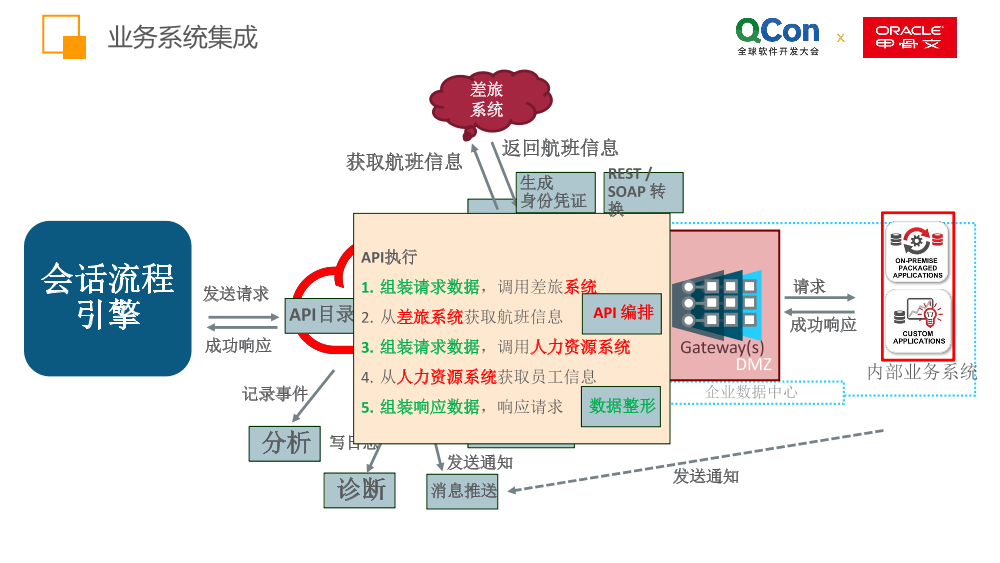 业务系统集成
QCon
全球软件开发大会
x
ORACLE
甲骨文
差旅
系统
获取航班信息
返回航班信息
生成
身份凭证
REST /
SOAP 转
换
会话流程
引擎
发送请求
成功响应
API目录
API执行
1. 组装请求数据，调用差旅系统
2. 从差旅系统获取航班信息
3. 组装请求数据，调用人力资源系统
4. 从人力资源系统获取员工信息
5. 组装响应数据，响应请求
API 编排
数据整形
Gateway(s)
DMZ
请求
成功响应
ON-PREMISE
PACKAGED
APPLICATIONS
CUSTOM
APPLICATIONS
内部业务系统
企业数据中心
记录事件
分析
诊断
发送通知
消息推送
发送通知